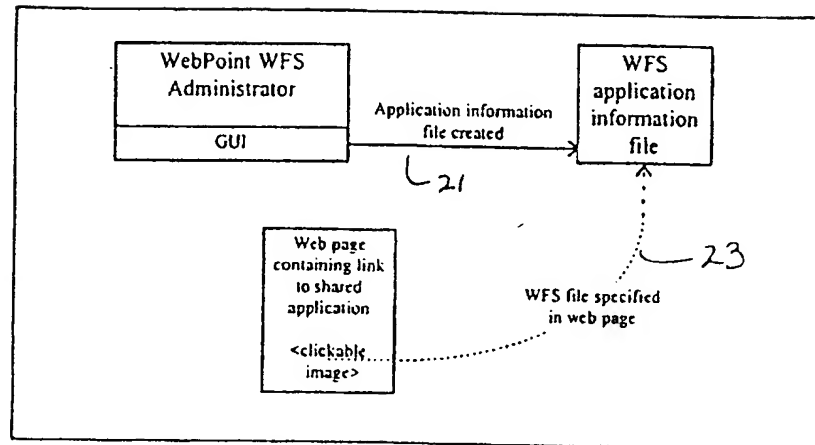 WebPoint WFS
Administrator
GUI
Application information
file created
21
WFS
application
information
file
Web page
containing link
to shared
application
<clickable
image>
23
WFS file specified
in web page